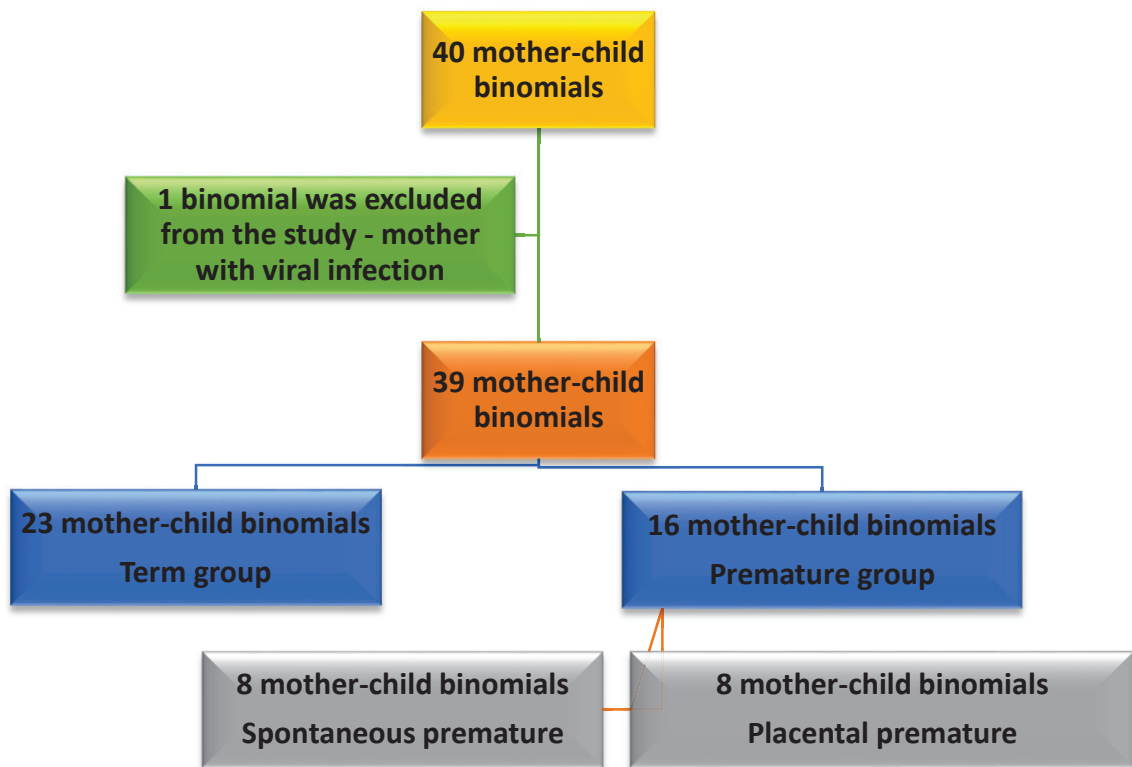 40 mother-child
binomials
1 binomial was excluded
from the study - mother
with viral infection
39 mother-child
binomials
23 mother-child binomials
Term group
16 mother-child binomials
Premature group
8 mother-child binomials
Spontaneous premature
8 mother-child binomials
Placental premature